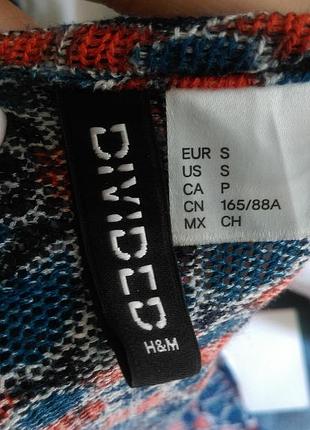 DIVIDED
H&M
EUR S
US S
CA P
CN 165/88A
MX CH